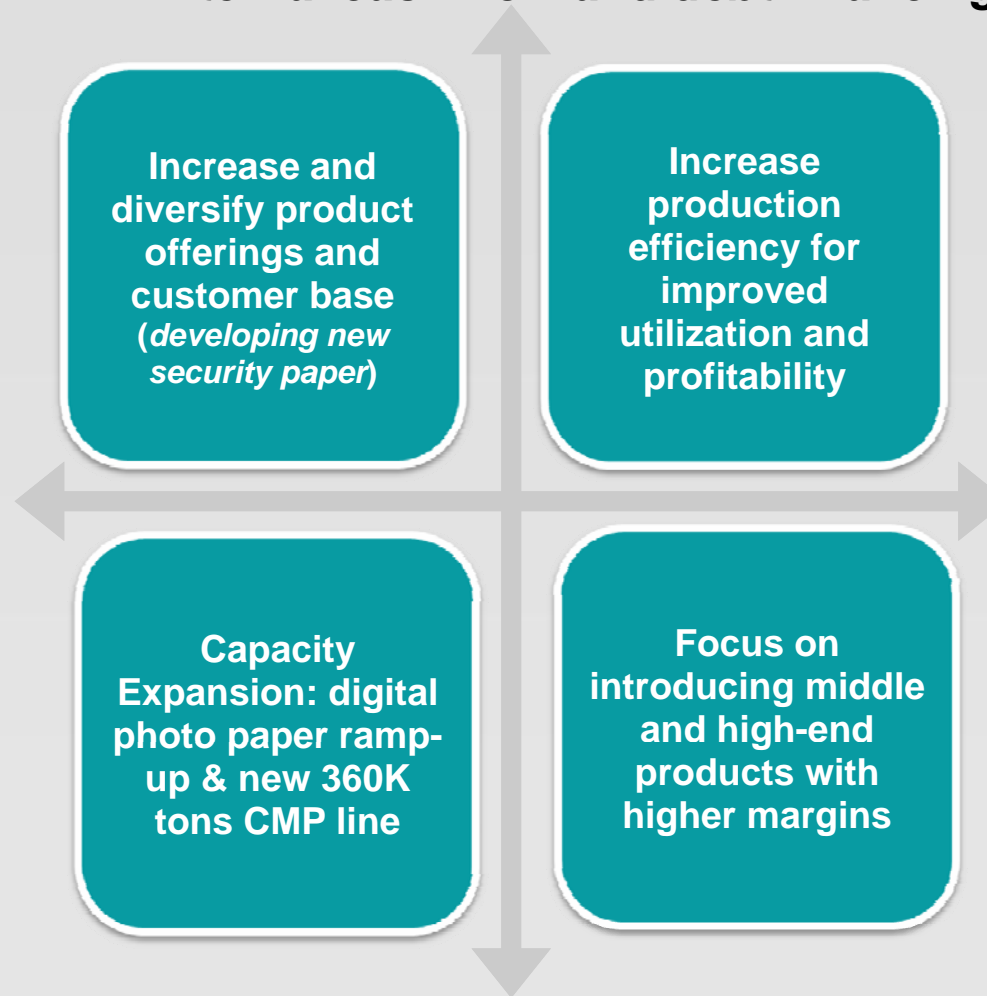 Increase and
diversify product
offerings and
customer base
(developing new
security paper)
Increase
production
efficiency for
improved
utilization and
profitability
Capacity
Expansion: digital
photo paper ramp-
up & new 360K
tons CMP line
Focus on
introducing middle
and high-end
products with
higher margins